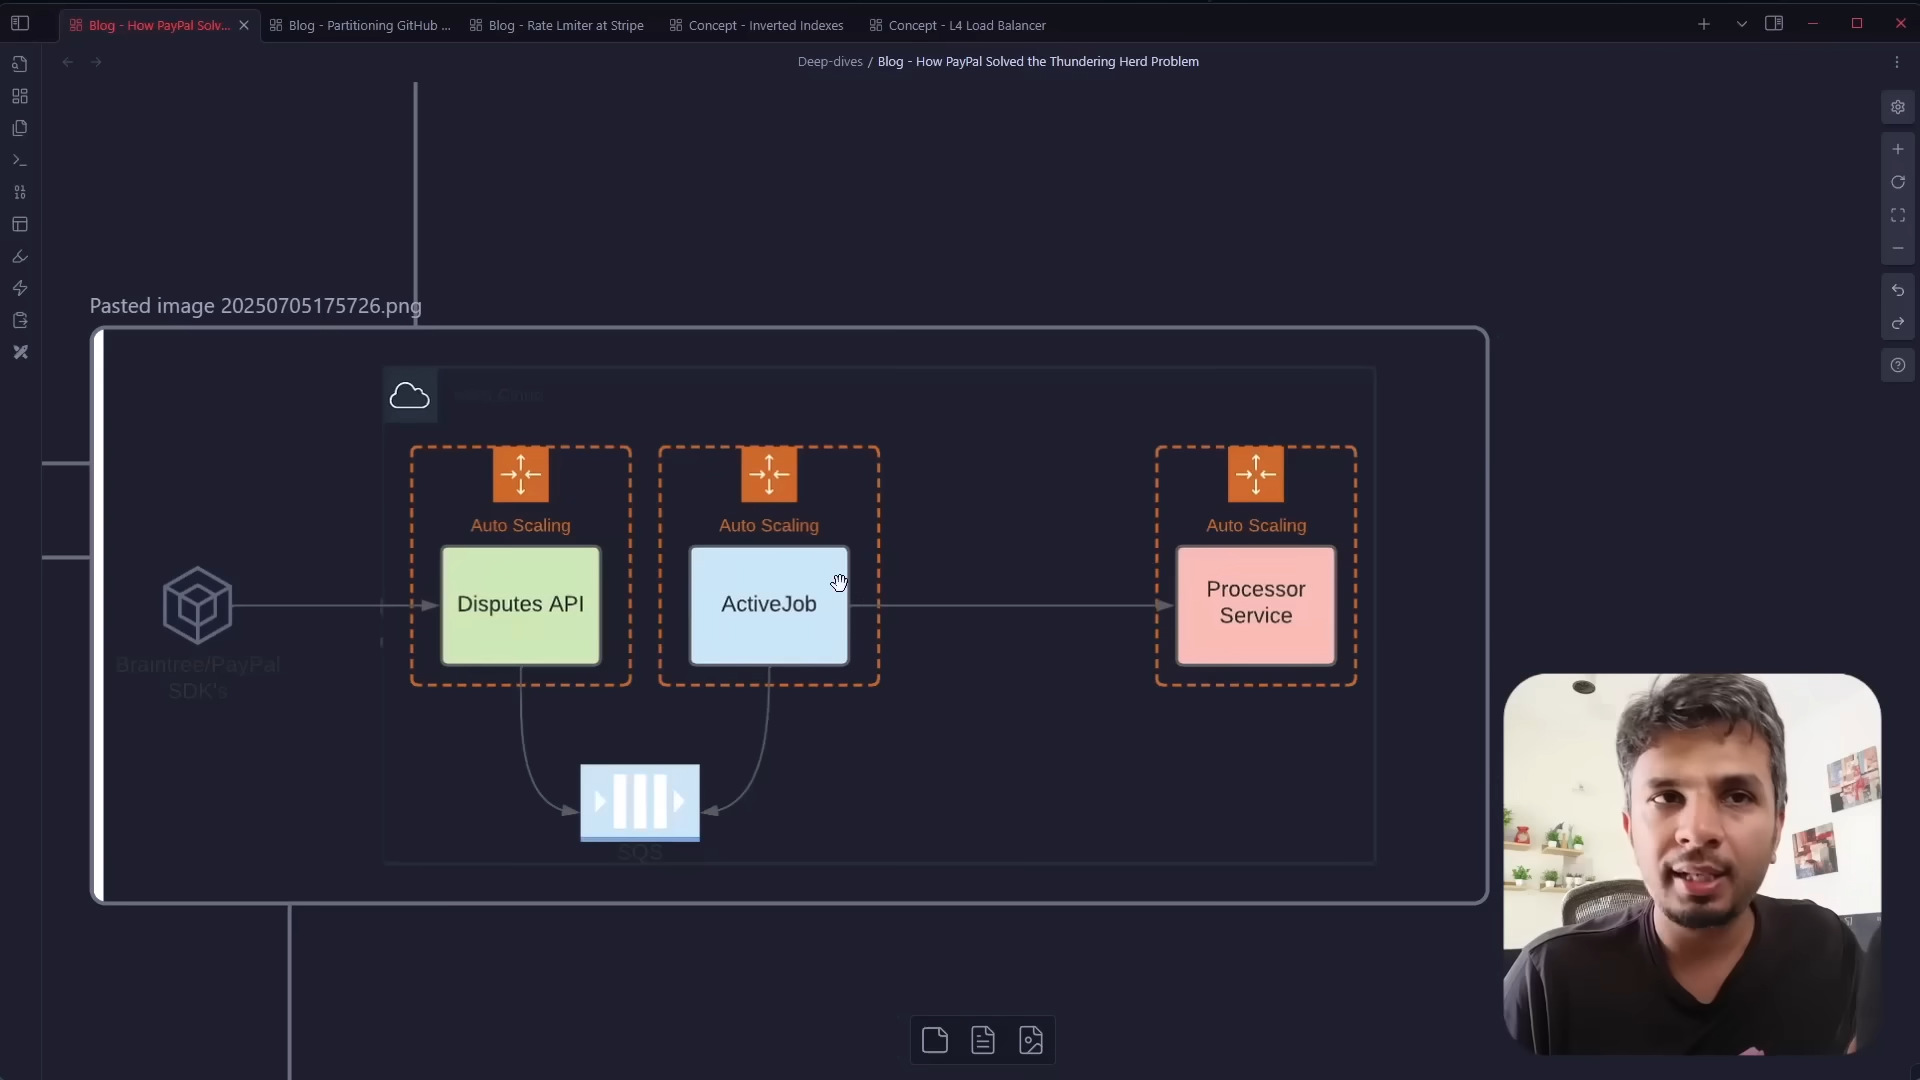 Blog - How PayPal Solv...
Blog - Partitioning GitHub ...
Blog - Rate Lmiter at Stripe
Concept - Inverted Indexes
Concept - L4 Load Balancer
Deep-dives / Blog - How PayPal Solved the Thundering Herd Problem
Pasted image 20250705175726.png
Auto Scaling
Auto Scaling
Auto Scaling
Disputes API
ActiveJob
Processor
Service
Braintree/PayPal
SDK's
SQS